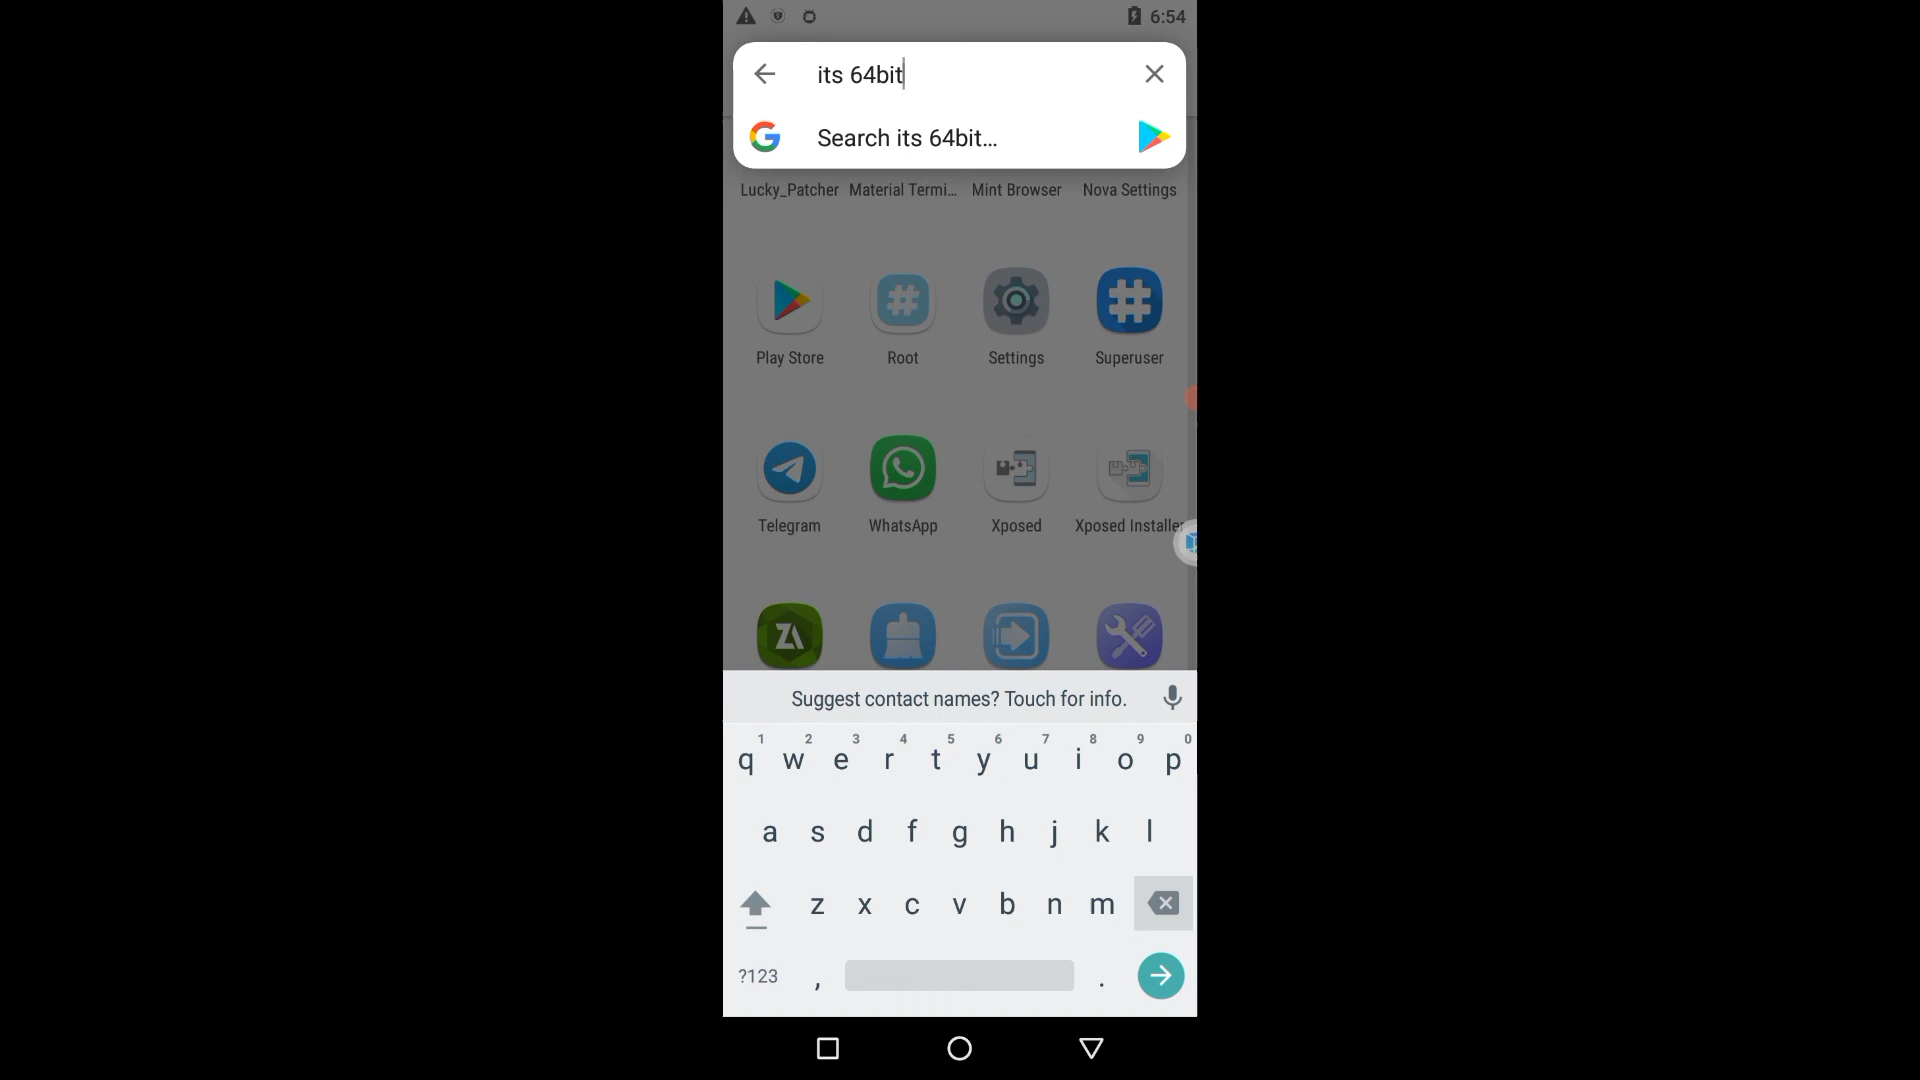 6:54
its 64bit
Search its 64bit...
Lucky_Patcher Material Termi... Mint Browser Nova Settings
Play Store Root Settings Superuser
Telegram WhatsApp Xposed Xposed Installer
Suggest contact names? Touch for info.
1 2 3 4 5 6 7 8 9 0
q w e r t y u i o p
a s d f g h j k l
z x c v b n m
?123 , .